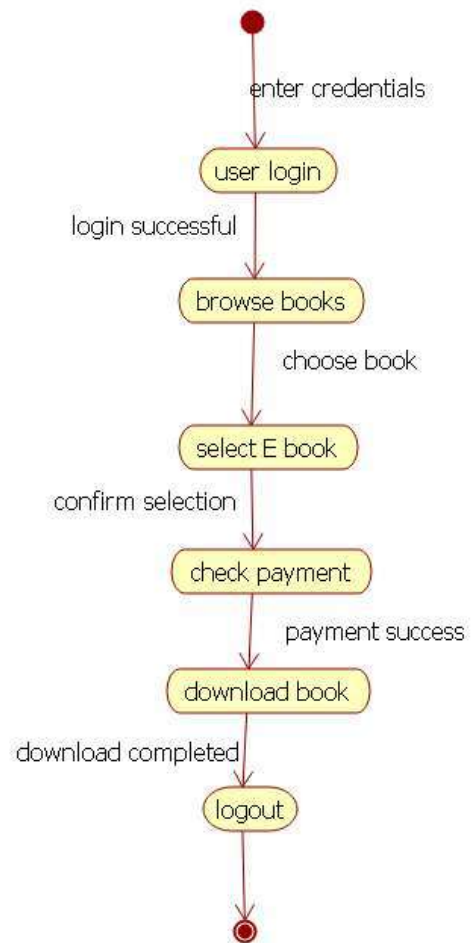 enter credentials
user login
login successful
browse books
choose book
select E book
confirm selection
check payment
payment success
download book
download completed
logout